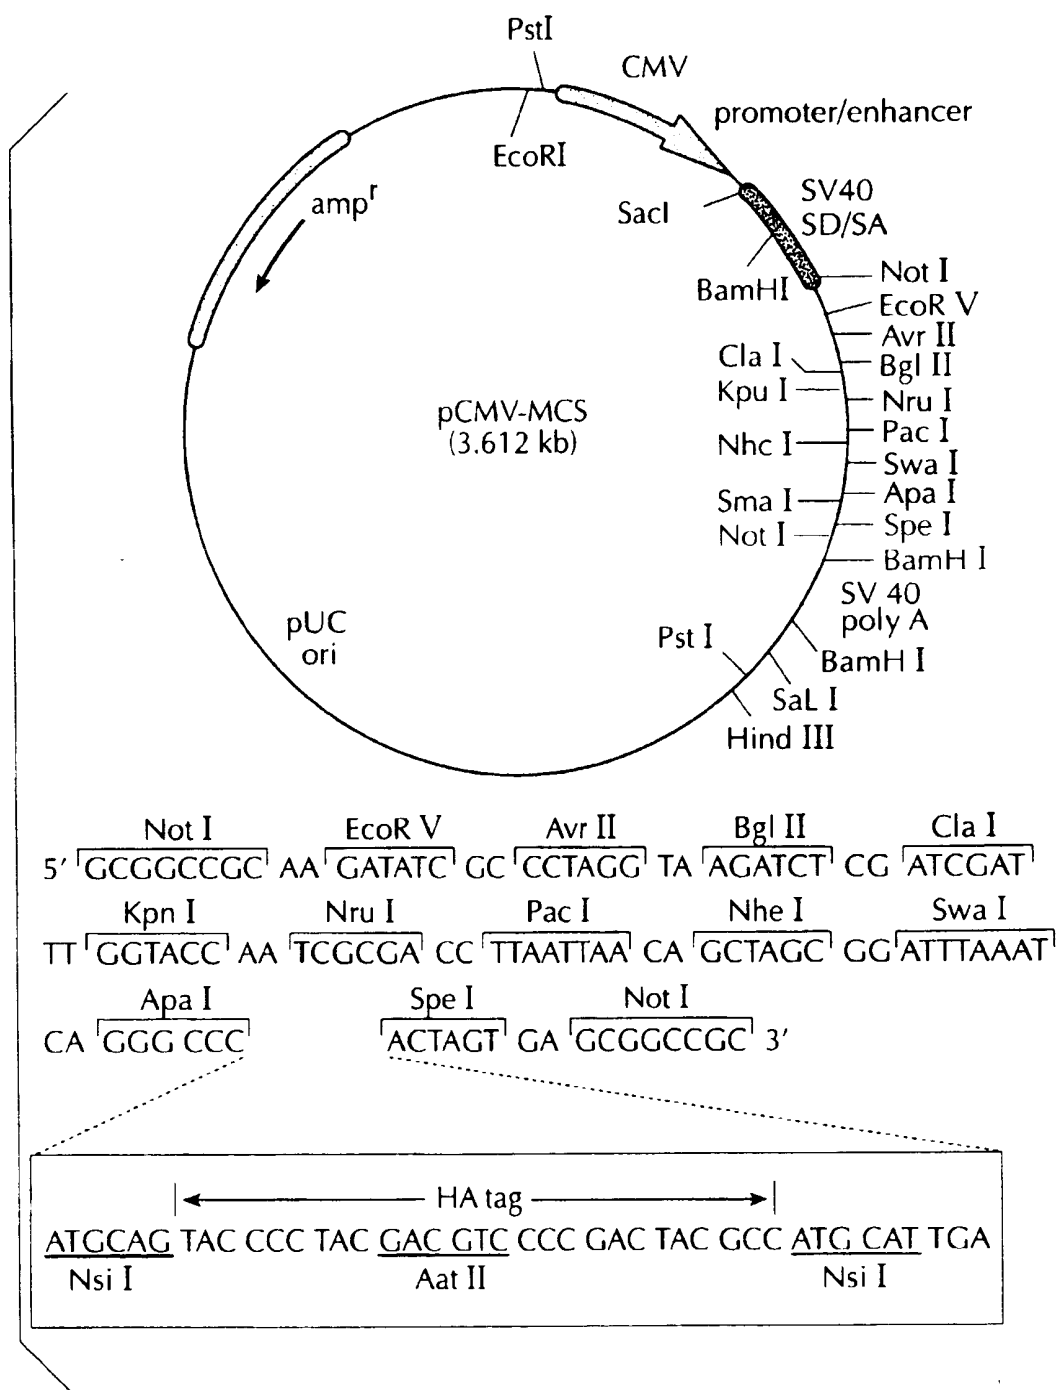 PstI
CMV
promoter/enhancer
EcoRI
ampr
SacI
SV40
SD/SA
BamHI
Not I
EcoR V
Avr II
Cla I
Bgl II
Kpu I
Nru I
pCMV-MCS
(3.612 kb)
Pac I
Nhc I
Swa I
Sma I
Apa I
Not I
Spe I
BamH I
SV 40
poly A
pUC
ori
Pst I
BamH I
SaL I
Hind III
Not I EcoR V Avr II Bgl II Cla I
5' GCGGCCGC AA GATATC GC CCTAGG TA AGATCT CG ATCGAT
Kpn I Nru I Pac I Nhe I Swa I
TT GGTACC AA TCGCGA CC TTAATTAA CA GCTAGC GG ATTTAAAT
Apa I Spe I Not I
CA GGG CCC ACTAGT GA GCGGCCGC 3'
HA tag
ATGCAG TAC CCC TAC GAC GTC CCC GAC TAC GCC ATG CAT TGA
Nsi I Aat II Nsi I